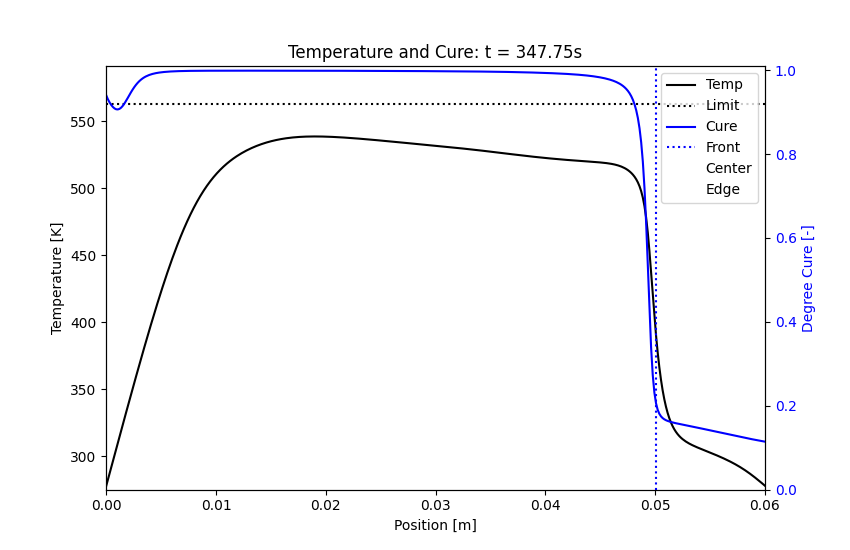 Temperature and Cure: t = 347.75s
Temperature [K]
550
500
450
400
350
300
Temp
Limit
Cure
Front
Center
Edge
1.0
0.8
0.6
0.4
0.2
0.0
Degree Cure [-]
0.00
0.01
0.02
0.03
0.04
0.05
0.06
Position [m]